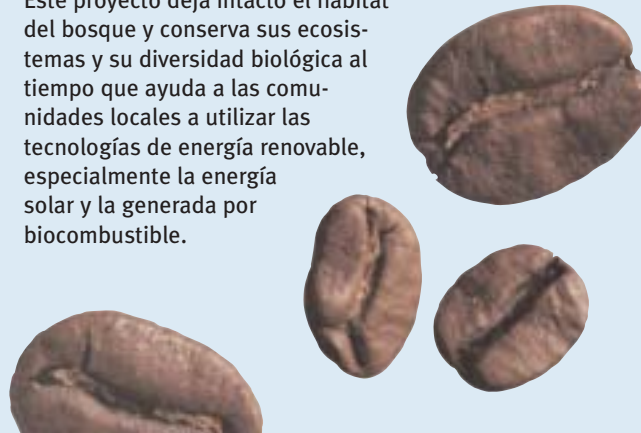 Este proyecto deja intacto el hábitat
del bosque y conserva sus ecosis-
temas y su diversidad biológica al
tiempo que ayuda a las comu-
nidades locales a utilizar las
tecnologías de energía renovable,
especialmente la energía
solar y la generada por
biocombustible.